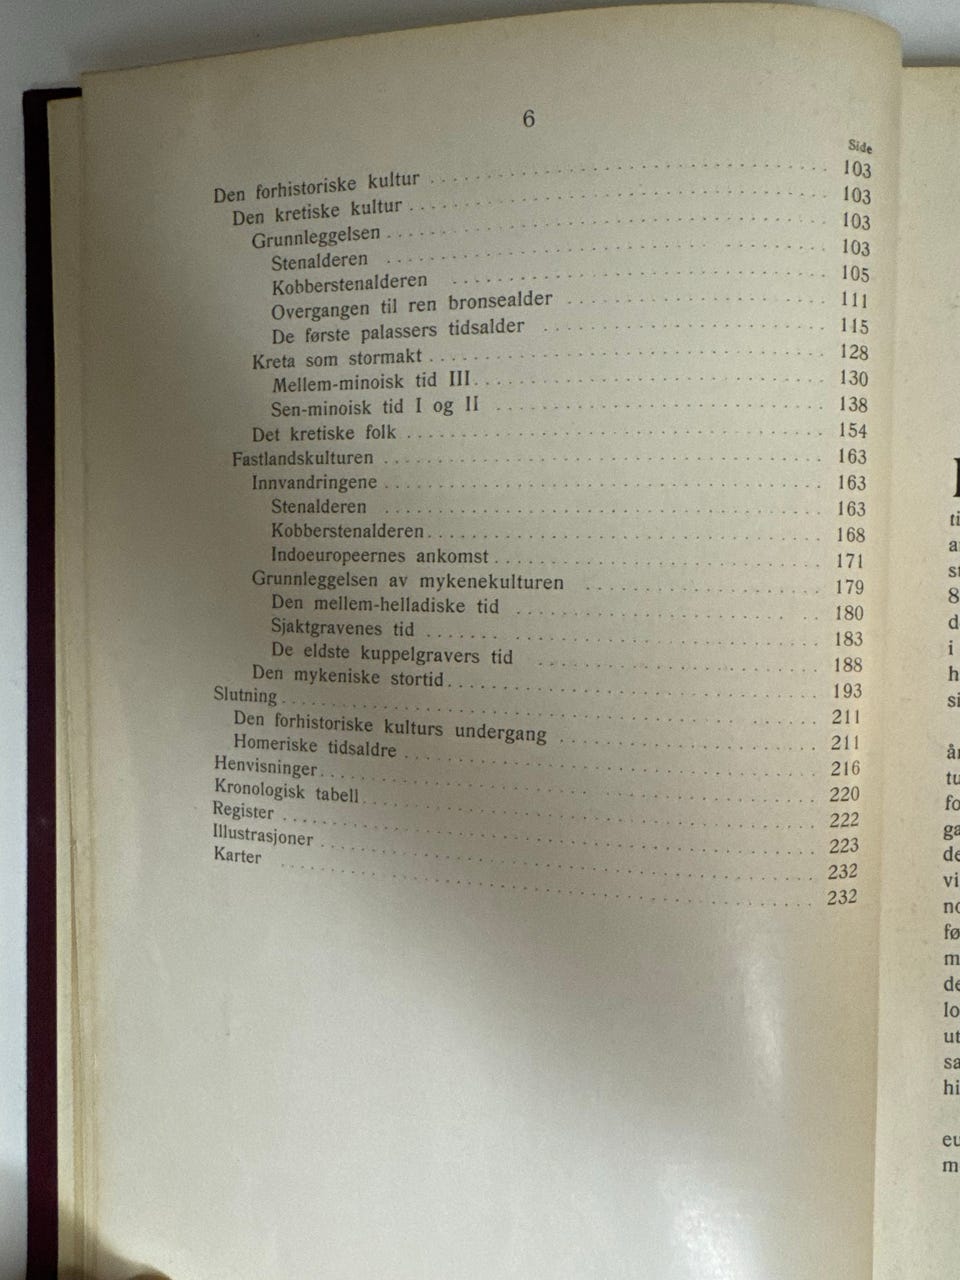 6
Side
Den forhistoriske kultur . . . . . . . . . . 103
Den kretiske kultur . . . . . . . . . . 103
Grunnleggelsen . . . . . . . . . . 103
Stenalderen . . . . . . . . . . 103
Kobberstenalderen . . . . . . . . . . 105
Overgangen til ren bronsealder . . . . . . . . . . 111
De første palassers tidsalder . . . . . . . . . . 115
Kreta som stormakt . . . . . . . . . . 128
Mellem-minoisk tid III . . . . . . . . . . 130
Sen-minoisk tid I og II . . . . . . . . . . 138
Det kretiske folk . . . . . . . . . . 154
Fastlandskulturen . . . . . . . . . . 163
Innvandringene . . . . . . . . . . 163
Stenalderen . . . . . . . . . . 163
Kobberstenalderen . . . . . . . . . . 168
Indoeuropeernes ankomst . . . . . . . . . . 171
Grunnleggelsen av mykenekulturen . . . . . . . . . . 179
Den mellem-helladiske tid . . . . . . . . . . 180
Sjaktgravenes tid . . . . . . . . . . 183
De eldste kuppelgravers tid . . . . . . . . . . 188
Den mykeniske stortid . . . . . . . . . . 193
Slutning . . . . . . . . . . 211
Den forhistoriske kulturs undergang . . . . . . . . . . 211
Homeriske tidsaldre . . . . . . . . . . 216
Henvisninger . . . . . . . . . . 220
Kronologisk tabell . . . . . . . . . . 222
Register . . . . . . . . . . 223
Illustrasjoner . . . . . . . . . . 232
Karter . . . . . . . . . . 232